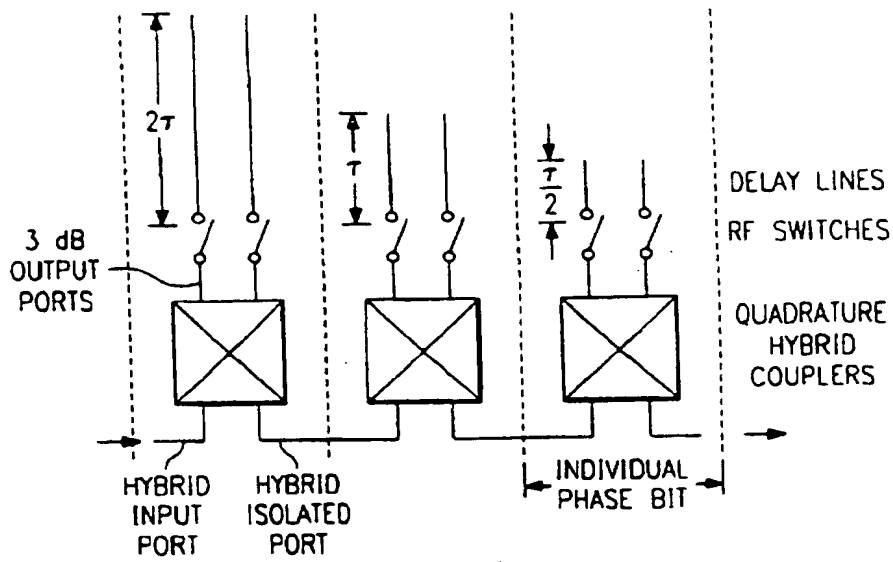 2τ
τ
τ
2
DELAY LINES
RF SWITCHES
3 dB
OUTPUT
PORTS
QUADRATURE
HYBRID
COUPLERS
HYBRID
INPUT
PORT
HYBRID
ISOLATED
PORT
INDIVIDUAL
PHASE BIT